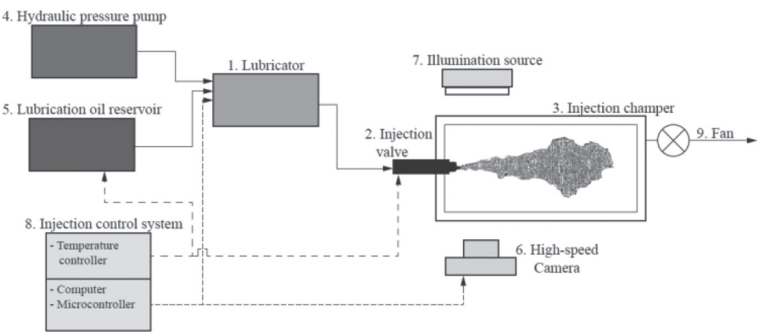 4. Hydraulic pressure pump
1. Lubricator
7. Illumination source
5. Lubrication oil reservoir
3. Injection champer
2. Injection
valve
9. Fan
8. Injection control system
- Temperature
controller
- Computer
- Microcontroller
6. High-speed
Camera